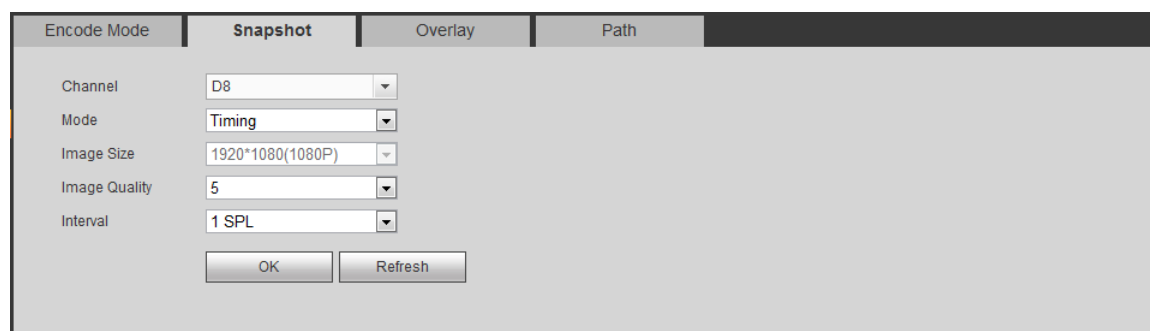 Encode Mode Snapshot Overlay Path
Channel D8
Mode Timing
Image Size 1920*1080(1080P)
Image Quality 5
Interval 1 SPL
OK Refresh